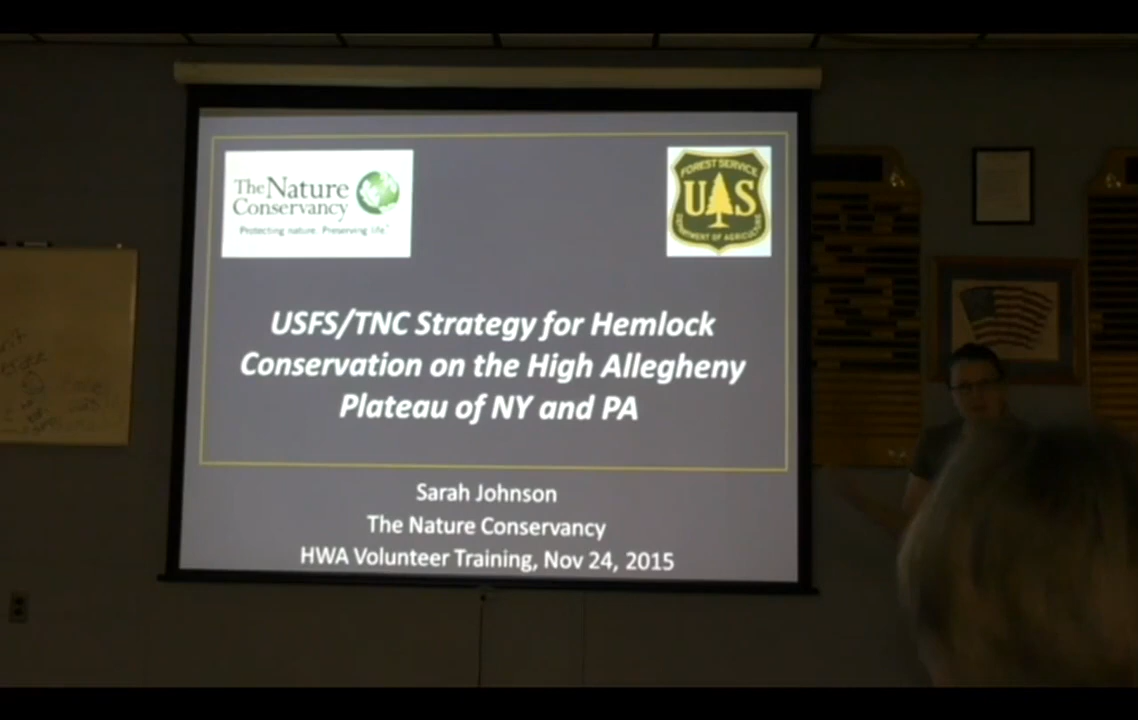 The Nature
Conservancy
Protecting nature. Preserving life.
FOREST SERVICE
UAS
DEPARTMENT OF AGRICULTURE
USFS/TNC Strategy for Hemlock
Conservation on the High Allegheny
Plateau of NY and PA
Sarah Johnson
The Nature Conservancy
HWA Volunteer Training, Nov 24, 2015